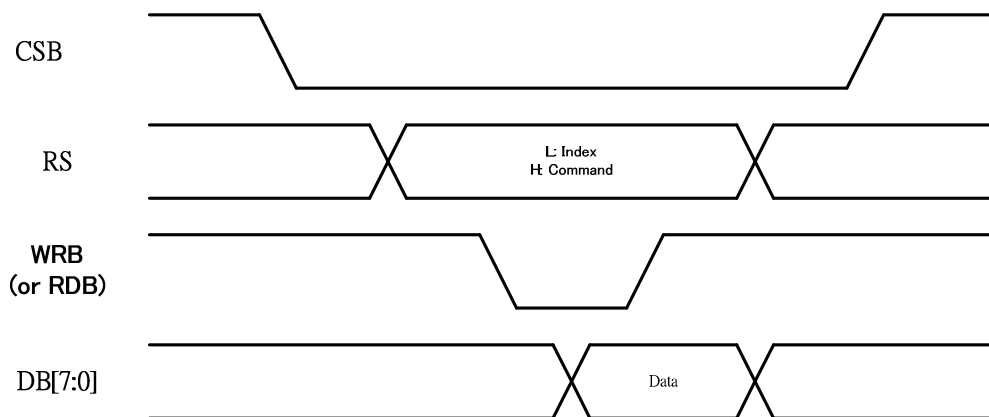 CSB
RS
L: Index
H: Command
WRB
(or RDB)
DB[7:0]
Data